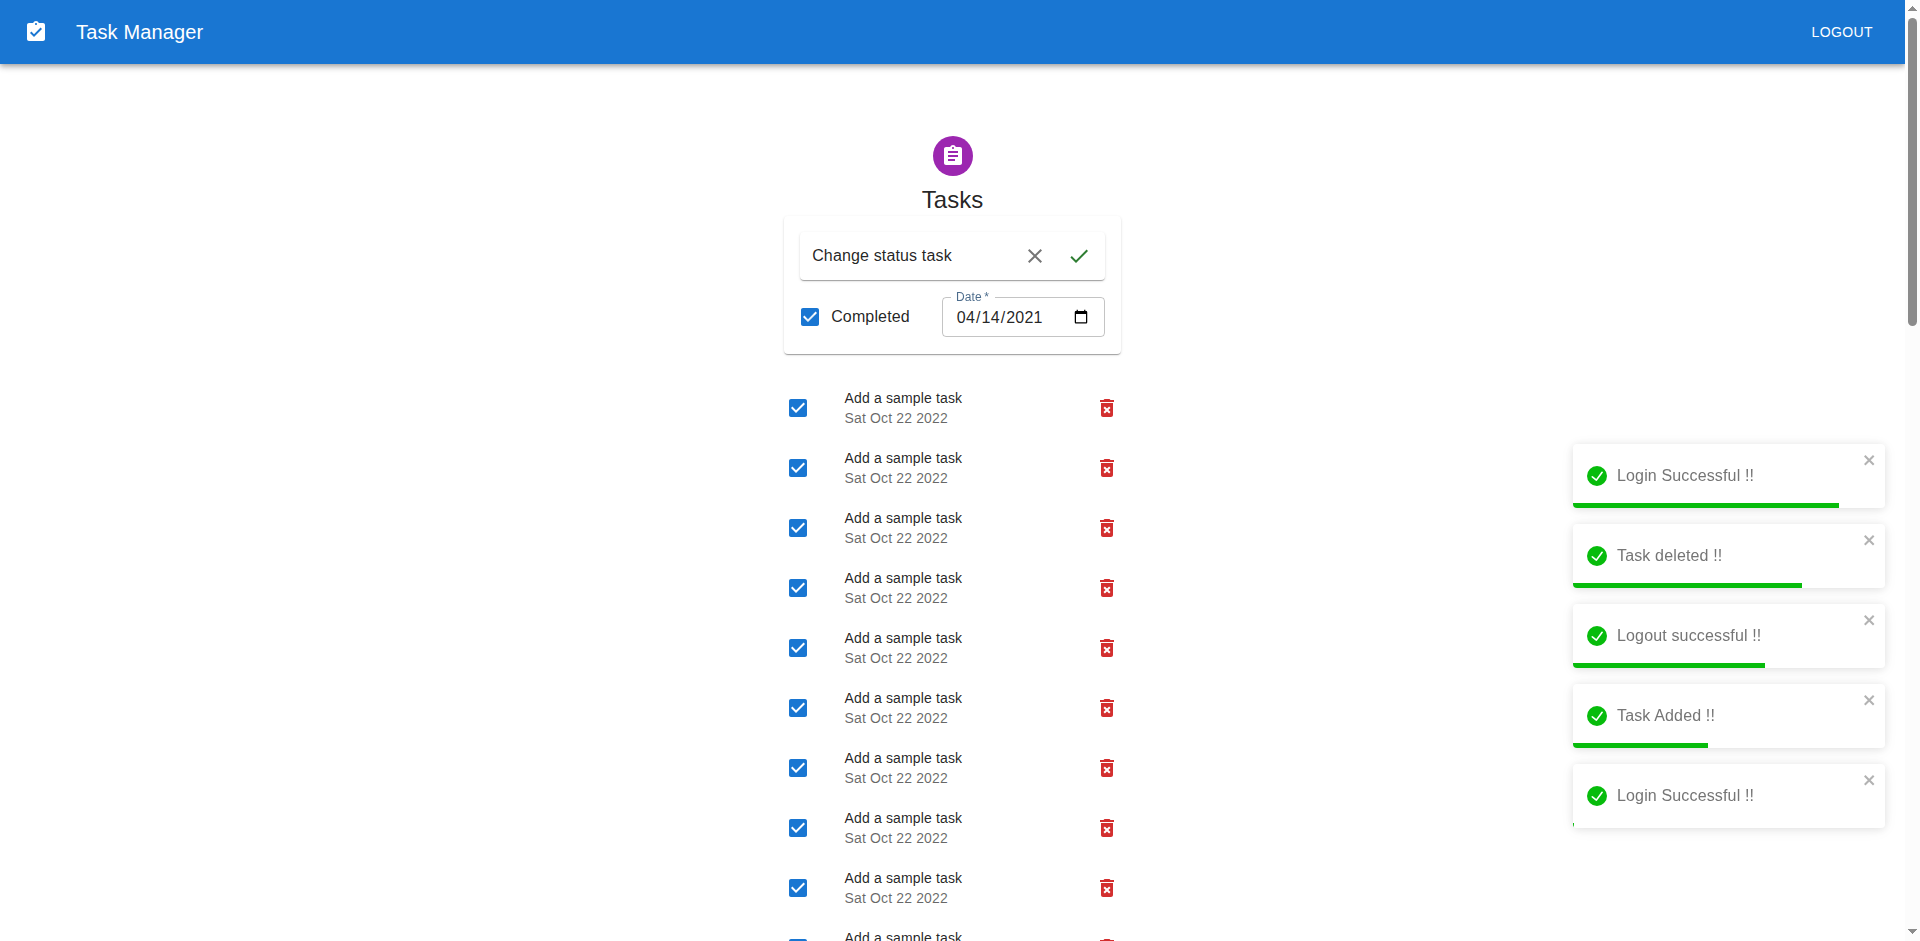 Task Manager
LOGOUT
Tasks
Change status task
Completed
Date *
04/14/2021
Add a sample task
Sat Oct 22 2022
Add a sample task
Sat Oct 22 2022
Add a sample task
Sat Oct 22 2022
Add a sample task
Sat Oct 22 2022
Add a sample task
Sat Oct 22 2022
Add a sample task
Sat Oct 22 2022
Add a sample task
Sat Oct 22 2022
Add a sample task
Sat Oct 22 2022
Add a sample task
Sat Oct 22 2022
Add a sample task
Login Successful !!
Task deleted !!
Logout successful !!
Task Added !!
Login Successful !!